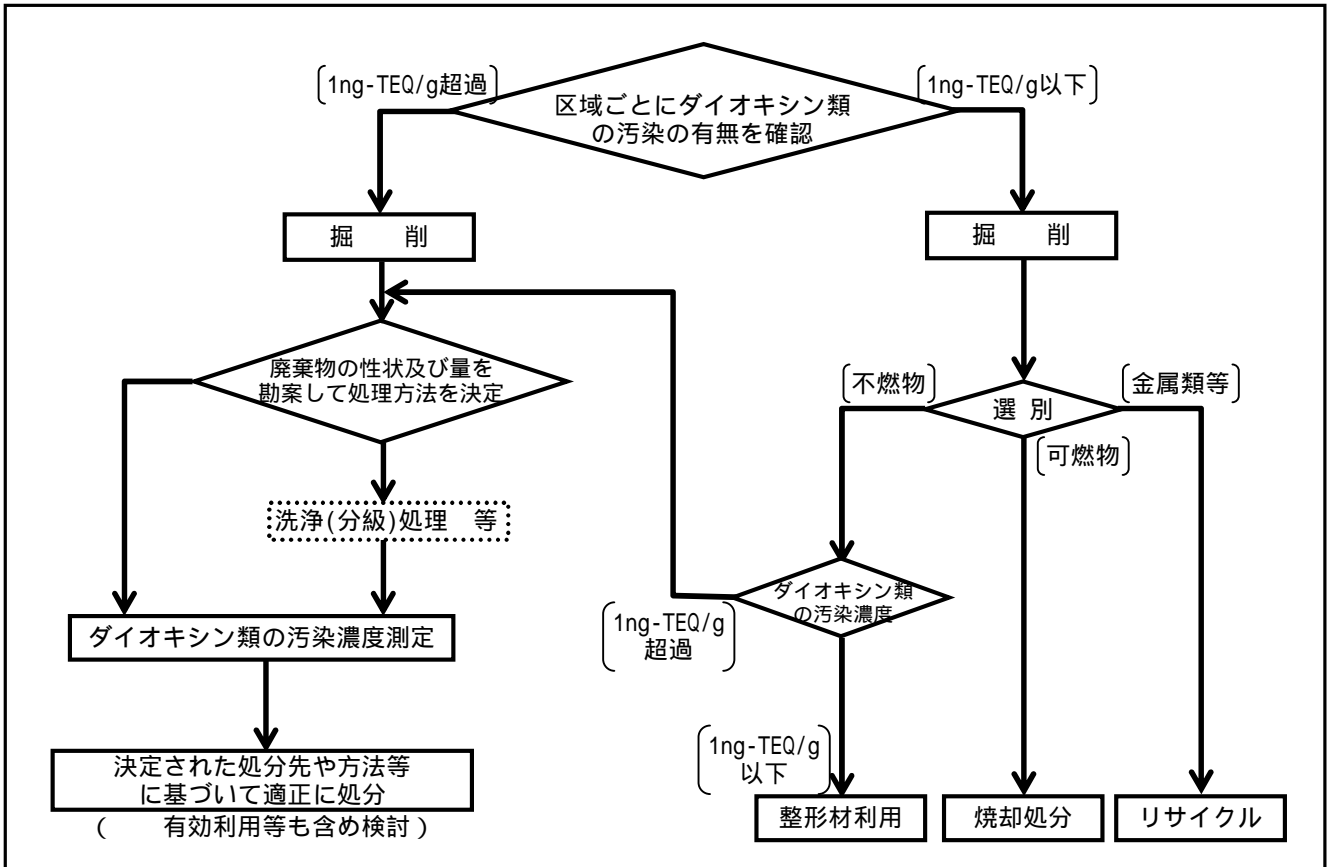 〔1ng-TEQ/g超過〕
〔1ng-TEQ/g以下〕
区域ごとにダイオキシン類
の汚染の有無を確認
掘　　削
掘　　削
廃棄物の性状及び量を
勘案して処理方法を決定
〔不燃物〕
選 別
〔金属類等〕
〔可燃物〕
洗浄(分級)処理　等
ダイオキシン類
の汚染濃度
〔1ng-TEQ/g
超過〕
ダイオキシン類の汚染濃度測定
〔1ng-TEQ/g
以下〕
決定された処分先や方法等
に基づいて適正に処分
(　　有効利用等も含め検討)
整形材利用
焼却処分
リサイクル